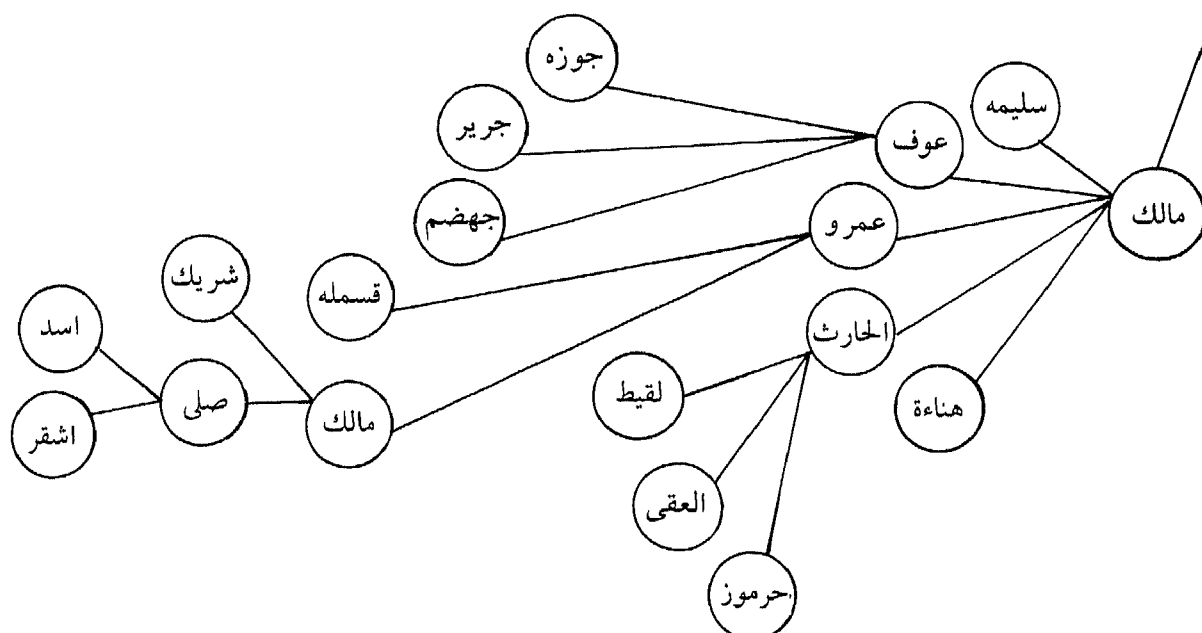 جوزه
سليمه
جرير
عوف
مالك
جهضم
عمرو
شريك
قسمله
اسد
الحارث
صلى
لقيط
هناءة
مالك
اشقر
العقى
حرموز